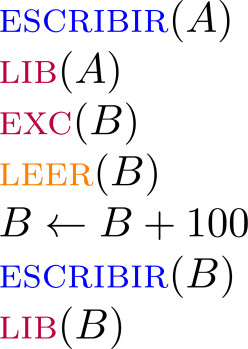 ESCRIBIR(A)
LIB(A)
EXC(B)
LEER(B)
B ← B + 100
ESCRIBIR(B)
LIB(B)